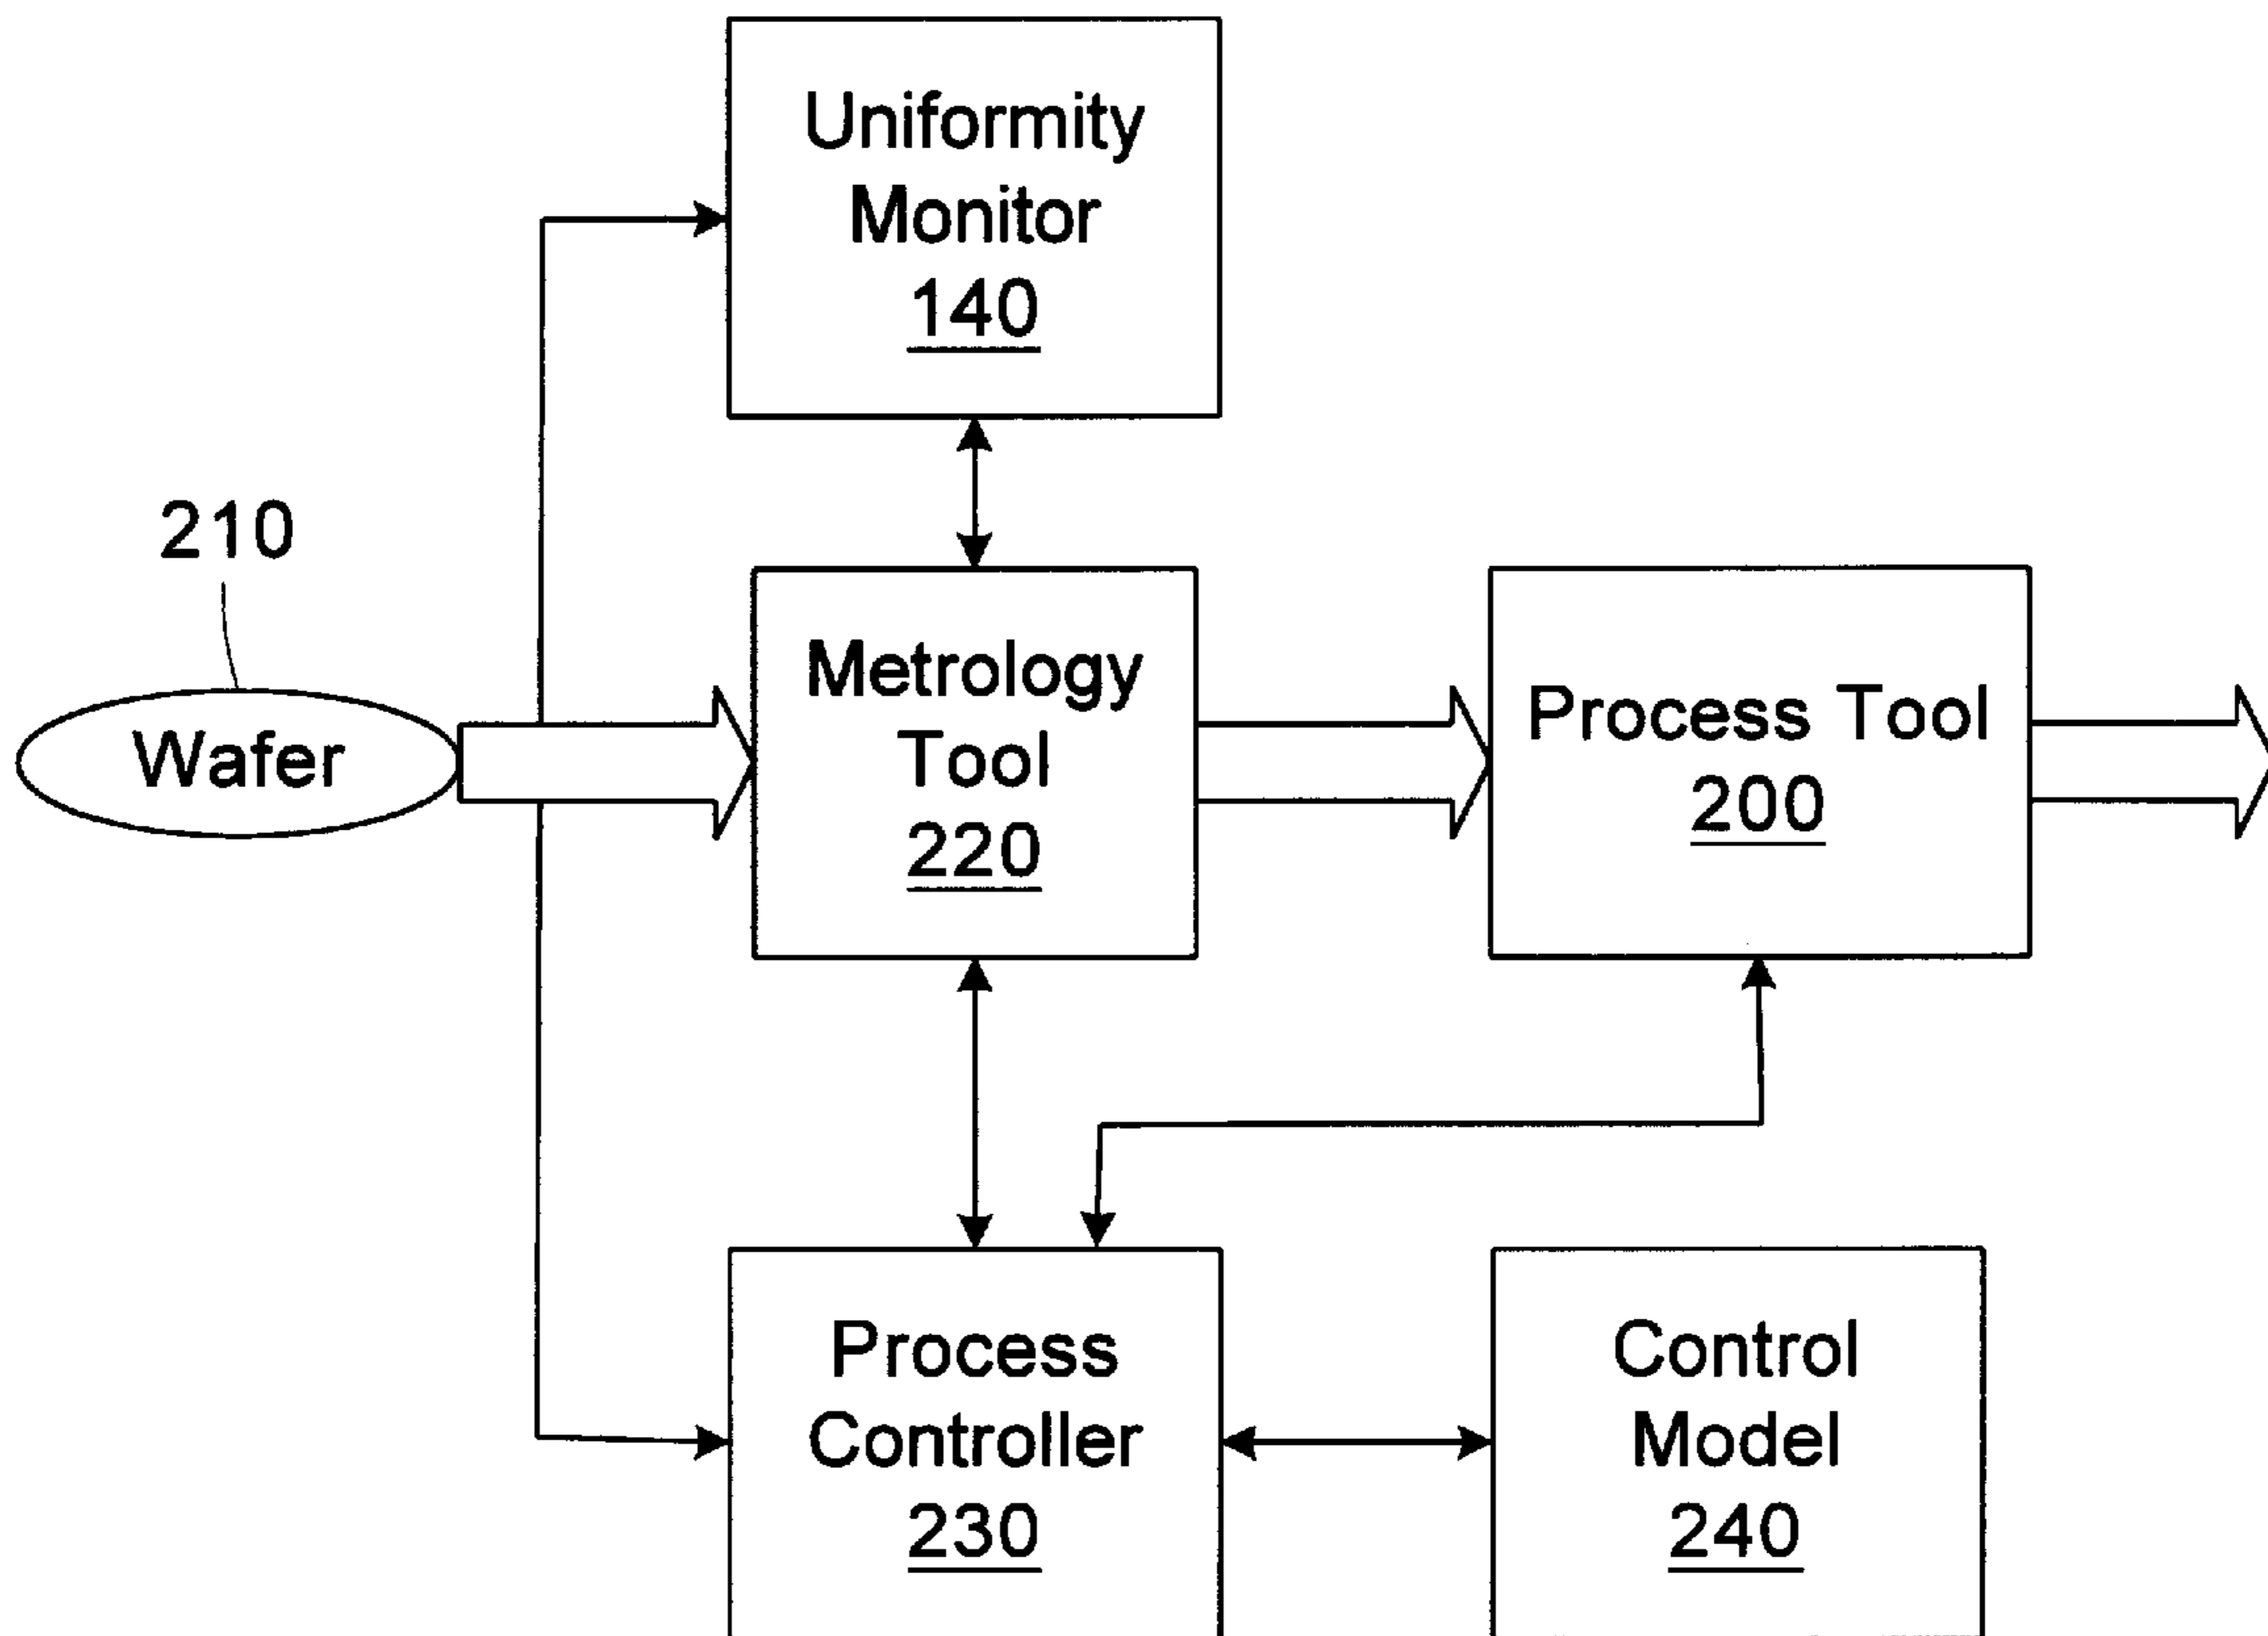 Uniformity
Monitor
140
210
Wafer
Metrology
Tool
220
Process Tool
200
Process
Controller
230
Control
Model
240